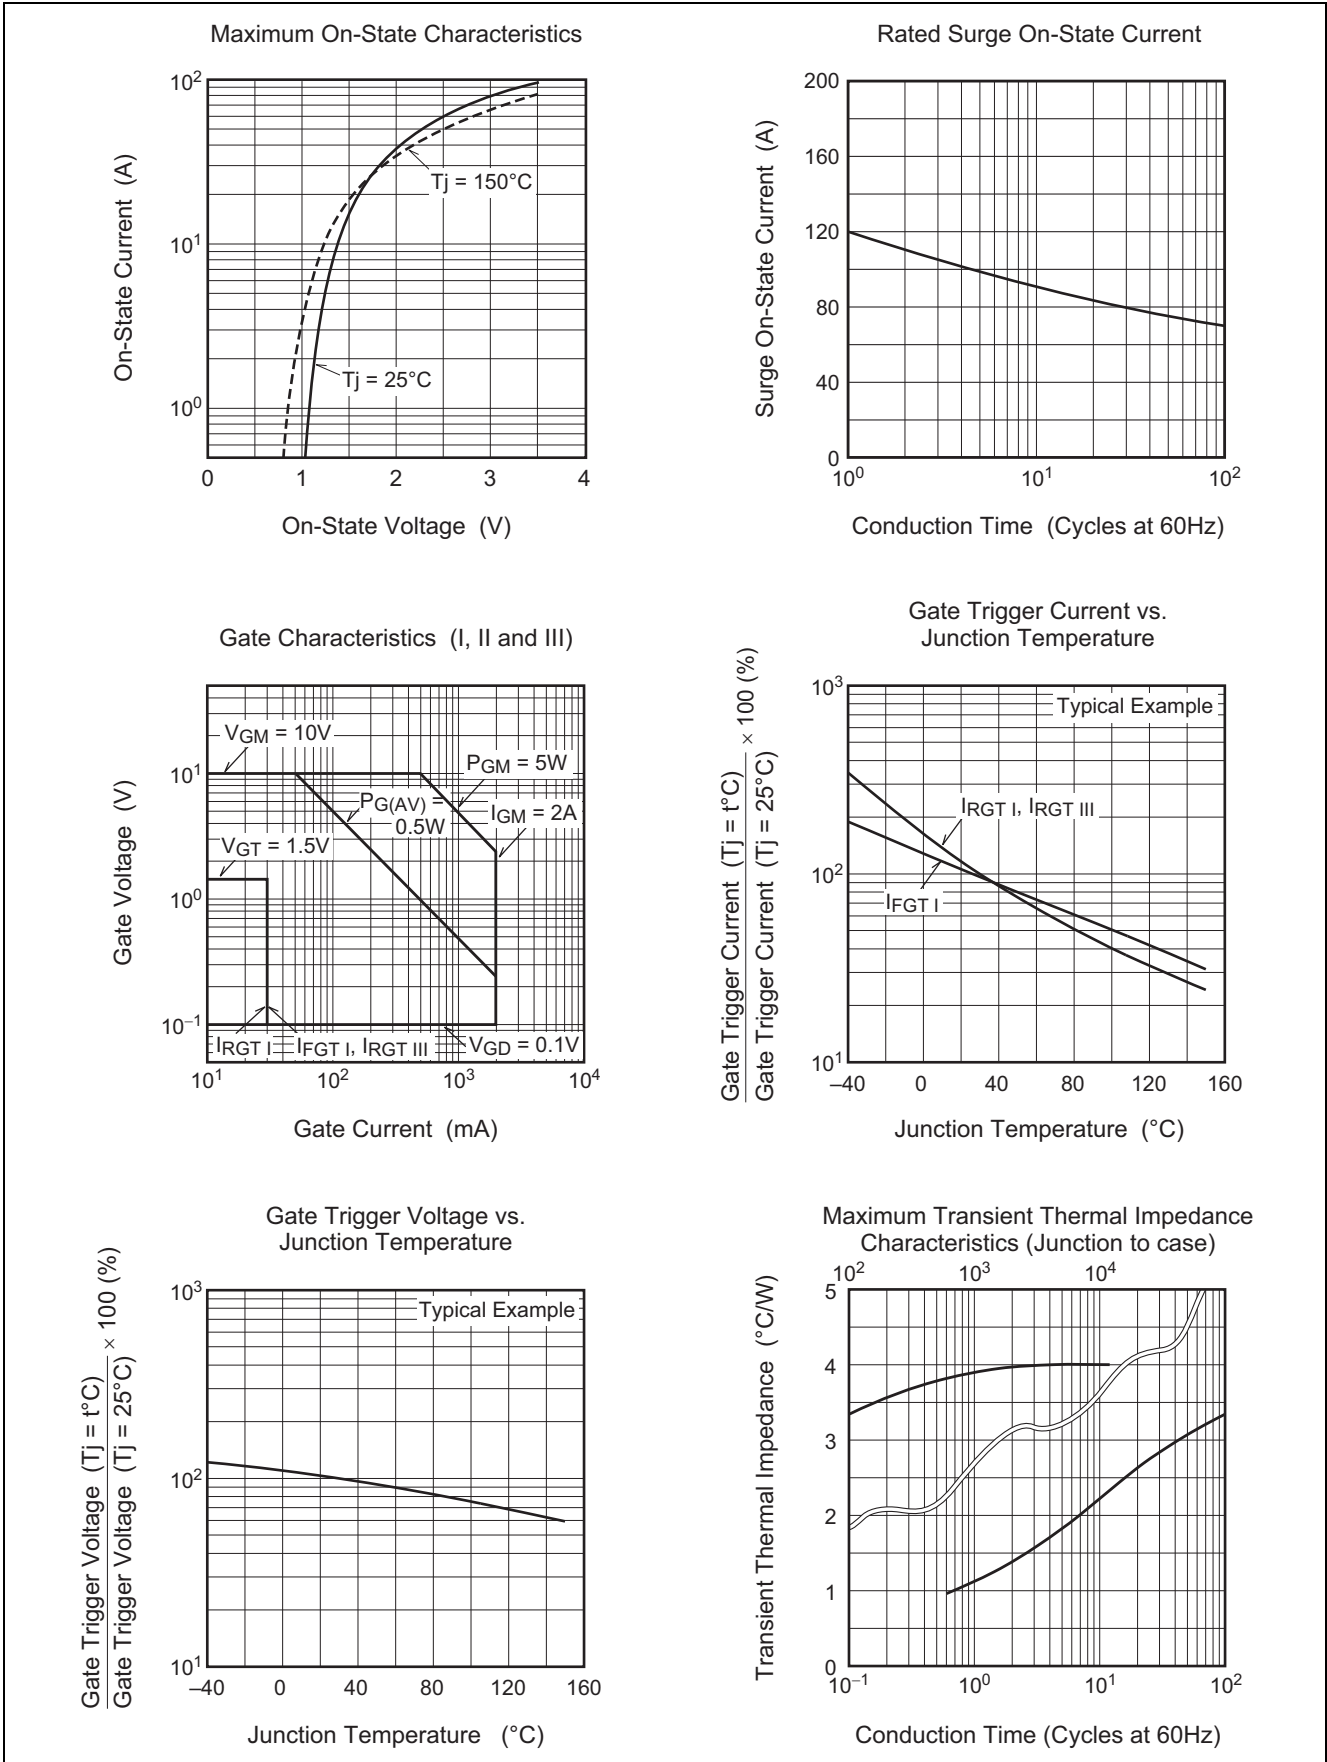 Maximum On-State Characteristics
On-State Current (A)
10²
10¹
10⁰
Tj = 150°C
Tj = 25°C
0 1 2 3 4
On-State Voltage (V)
Rated Surge On-State Current
Surge On-State Current (A)
200
160
120
80
40
0
10⁰ 10¹ 10²
Conduction Time (Cycles at 60Hz)
Gate Characteristics (I, II and III)
Gate Voltage (V)
10¹
10⁰
10⁻¹
VGM = 10V
PGM = 5W
PG(AV) =
0.5W
IGM = 2A
VGT = 1.5V
IRGT I
IFGT I, IRGT III
VGD = 0.1V
10¹ 10² 10³ 10⁴
Gate Current (mA)
Gate Trigger Current vs.
Junction Temperature
Gate Trigger Current (Tj = t°C)
Gate Trigger Current (Tj = 25°C)
× 100 (%)
10³
10²
10¹
Typical Example
IRGT I, IRGT III
IFGT I
–40 0 40 80 120 160
Junction Temperature (°C)
Gate Trigger Voltage vs.
Junction Temperature
Gate Trigger Voltage (Tj = t°C)
Gate Trigger Voltage (Tj = 25°C)
× 100 (%)
10³
10²
10¹
Typical Example
–40 0 40 80 120 160
Junction Temperature (°C)
Maximum Transient Thermal Impedance
Characteristics (Junction to case)
10² 10³ 10⁴
Transient Thermal Impedance (°C/W)
5
4
3
2
1
0
10⁻¹ 10⁰ 10¹ 10²
Conduction Time (Cycles at 60Hz)